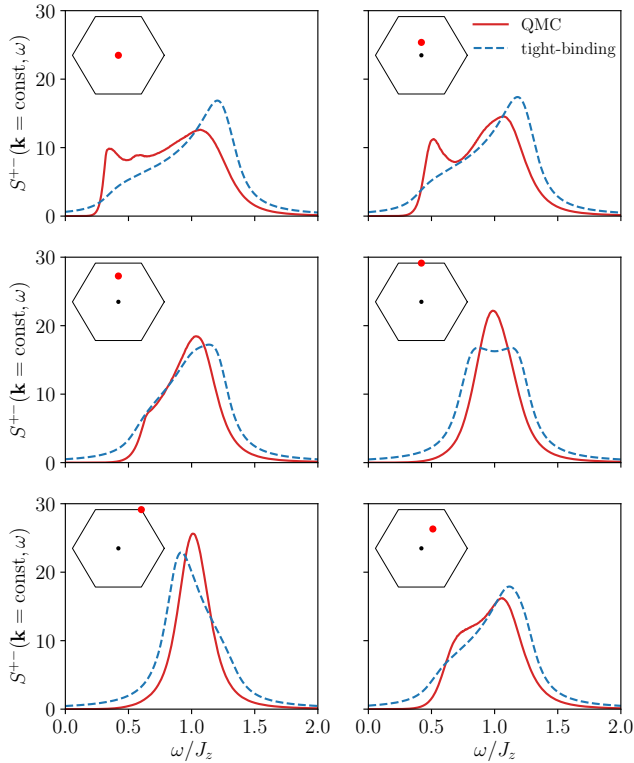 30
20
10
0
S⁺⁻(k = const, ω)
QMC
tight-binding
30
20
10
0
S⁺⁻(k = const, ω)
30
20
10
0
S⁺⁻(k = const, ω)
0.0 0.5 1.0 1.5 2.0
ω/J_z
0.0 0.5 1.0 1.5 2.0
ω/J_z